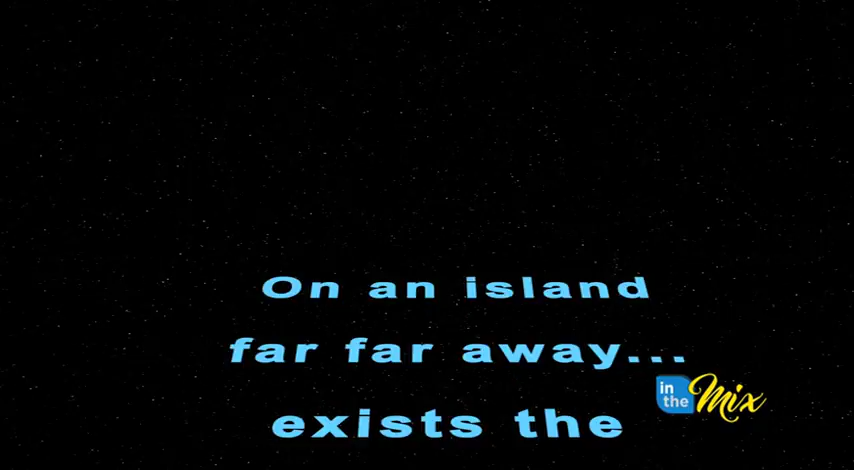 On an island
far far away...
exists the
in
the
Mix